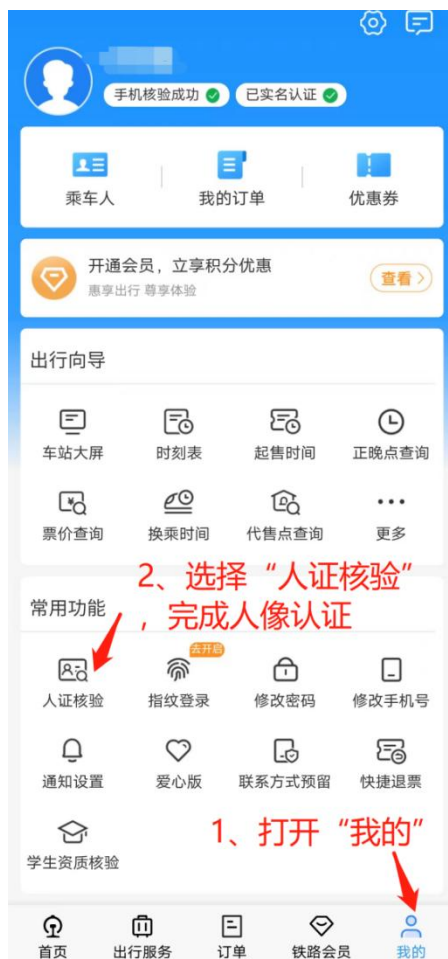 手机核验成功 已实名认证
乘车人 我的订单 优惠券
开通会员，立享积分优惠
惠享出行 尊享体验
查看
出行向导
车站大屏 时刻表 起售时间 正晚点查询
票价查询 换乘时间 代售点查询 更多
2、选择“人证核验”
，完成人像认证
常用功能
去开启
人证核验 指纹登录 修改密码 修改手机号
通知设置 爱心版 联系方式预留 快捷退票
1、打开“我的”
学生资质核验
首页 出行服务 订单 铁路会员 我的